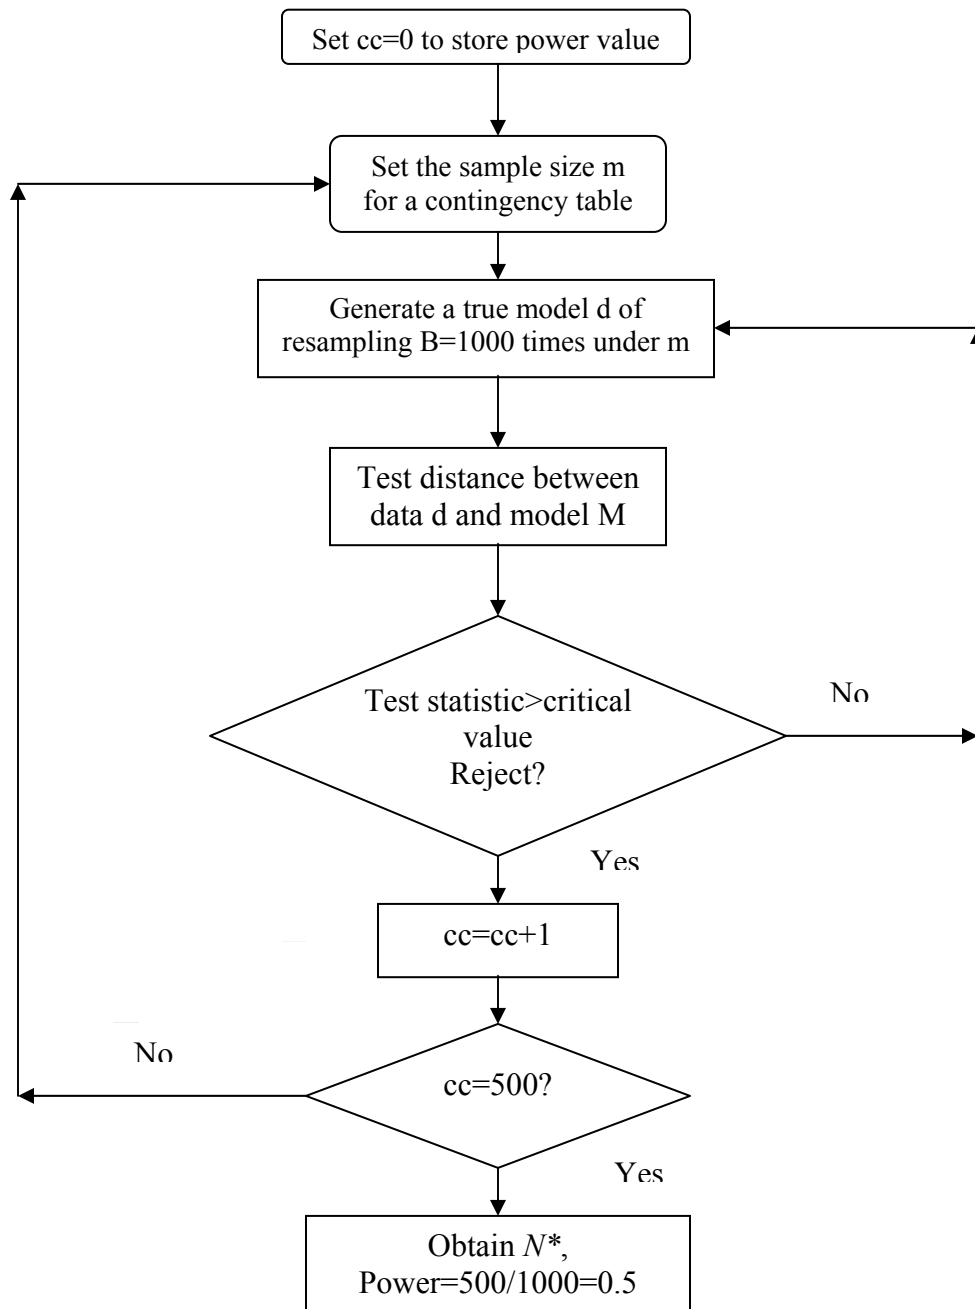 Set cc=0 to store power value
Set the sample size m
for a contingency table
Generate a true model d of
resampling B=1000 times under m
Test distance between
data d and model M
Test statistic>critical
value
Reject?
No
Yes
cc=cc+1
No
cc=500?
Yes
Obtain N*,
Power=500/1000=0.5